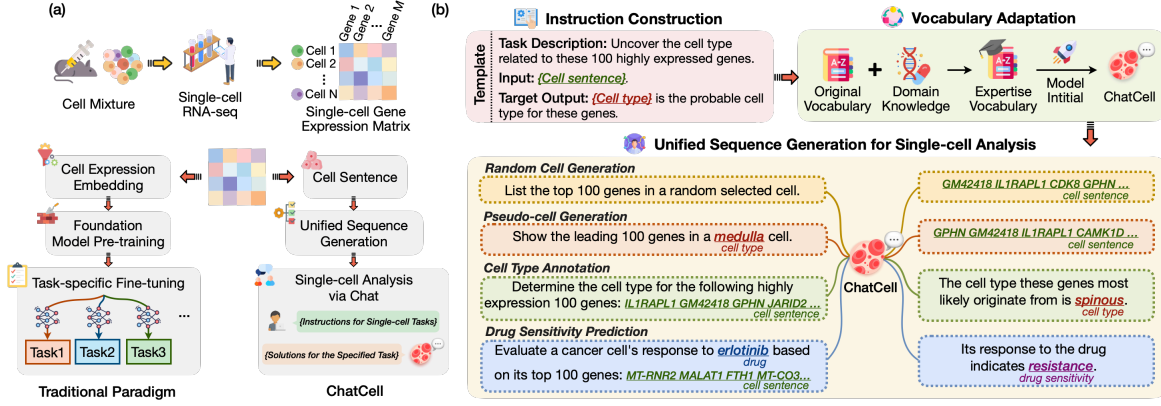 (a)
Cell Mixture
Single-cell
RNA-seq
Gene 1
Gene 2
...
Gene M
Cell 1
Cell 2
Cell N
Single-cell Gene
Expression Matrix
Cell Expression
Embedding
Foundation
Model Pre-training
Task-specific Fine-tuning
...
Task1
Task2
Task3
Traditional Paradigm
Cell Sentence
Unified Sequence
Generation
Single-cell Analysis
via Chat
{Instructions for Single-cell Tasks}
{Solutions for the Specified Task}
ChatCell
(b)
Instruction Construction
Template
Task Description: Uncover the cell type
related to these 100 highly expressed genes.
Input: {Cell sentence}.
Target Output: {Cell type} is the probable cell
type for these genes.
Vocabulary Adaptation
A-Z
Original
Vocabulary
+
Domain
Knowledge
A-Z
Expertise
Vocabulary
Model
Intitial
ChatCell
Unified Sequence Generation for Single-cell Analysis
Random Cell Generation
List the top 100 genes in a random selected cell.
GM42418 IL1RAPL1 CDK8 GPHN ...
cell sentence
Pseudo-cell Generation
Show the leading 100 genes in a medulla cell.
cell type
GPHN GM42418 IL1RAPL1 CAMK1D ...
cell sentence
Cell Type Annotation
Determine the cell type for the following highly
expression 100 genes: IL1RAPL1 GM42418 GPHN JARID2 ...
cell sentence
ChatCell
The cell type these genes most
likely originate from is spinous.
cell type
Drug Sensitivity Prediction
Evaluate a cancer cell's response to erlotinib based
drug
on its top 100 genes: MT-RNR2 MALAT1 FTH1 MT-CO3...
cell sentence
Its response to the drug
indicates resistance.
drug sensitivity